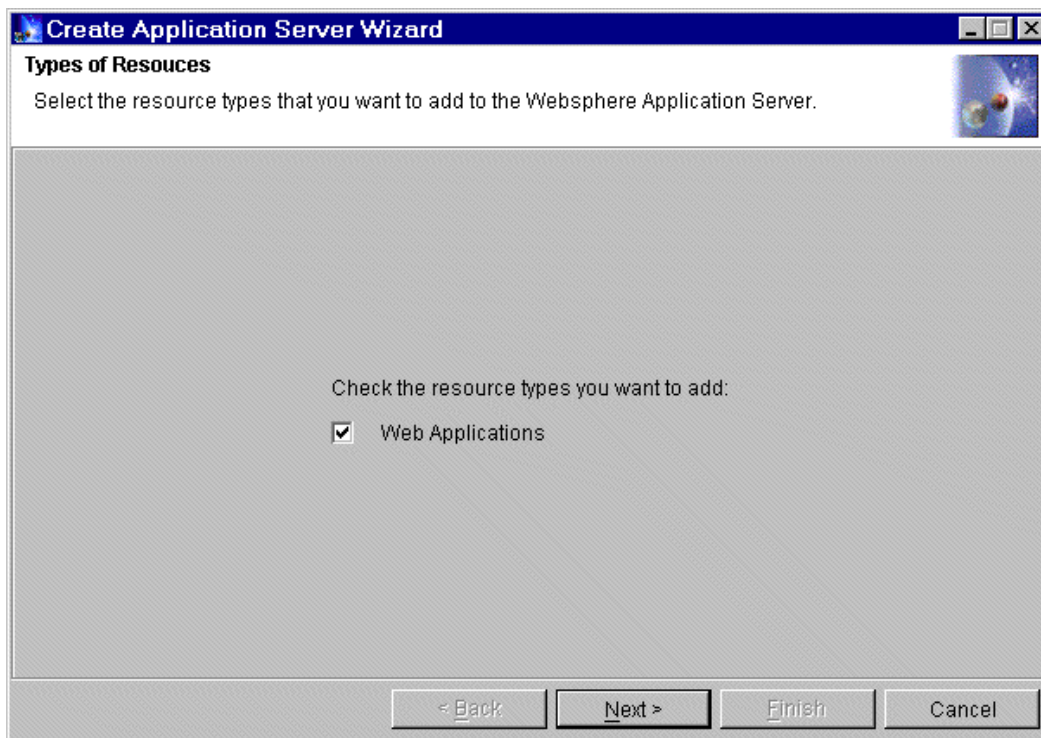 Create Application Server Wizard
Types of Resouces
Select the resource types that you want to add to the Websphere Application Server.
Check the resource types you want to add:
Web Applications
< Back
Next >
Finish
Cancel